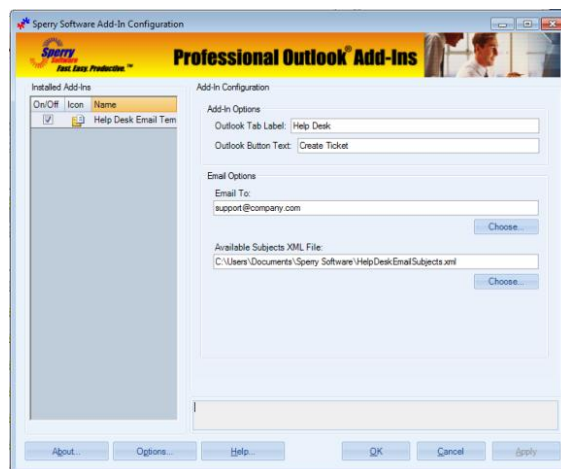 Sperry Software Add-In Configuration
Sperry
Software
Fast. Easy. Productive.™
Professional Outlook® Add-Ins
Installed Add-Ins
On/Off Icon Name
Help Desk Email Tem
Add-In Configuration
Add-In Options
Outlook Tab Label: Help Desk
Outlook Button Text: Create Ticket
Email Options
Email To:
support@company.com
Choose...
Available Subjects XML File:
C:\Users\Documents\Sperry Software\HelpDeskEmailSubjects.xml
Choose...
About... Options... Help... OK Cancel Apply